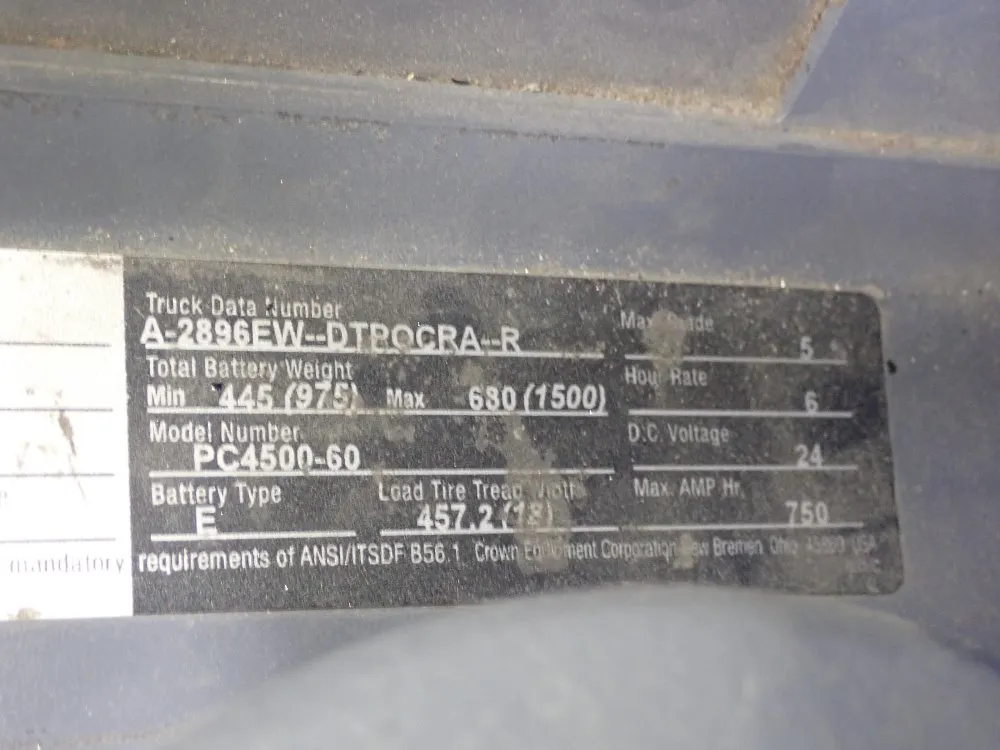 Truck Data Number
A-2896EW--DTPOCRA--R
Total Battery Weight
Min 445 (975) Max 680 (1500)
Model Number
PC4500-60
Battery Type
E
Load Tire Tread Width
457.2 (18)
Max Grade
5
Hour Rate
6
D.C. Voltage
24
Max. AMP Hr.
750
mandatory requirements of ANSI/ITSDF B56.1 Crown Equipment Corporation New Bremen, Ohio 45869 USA